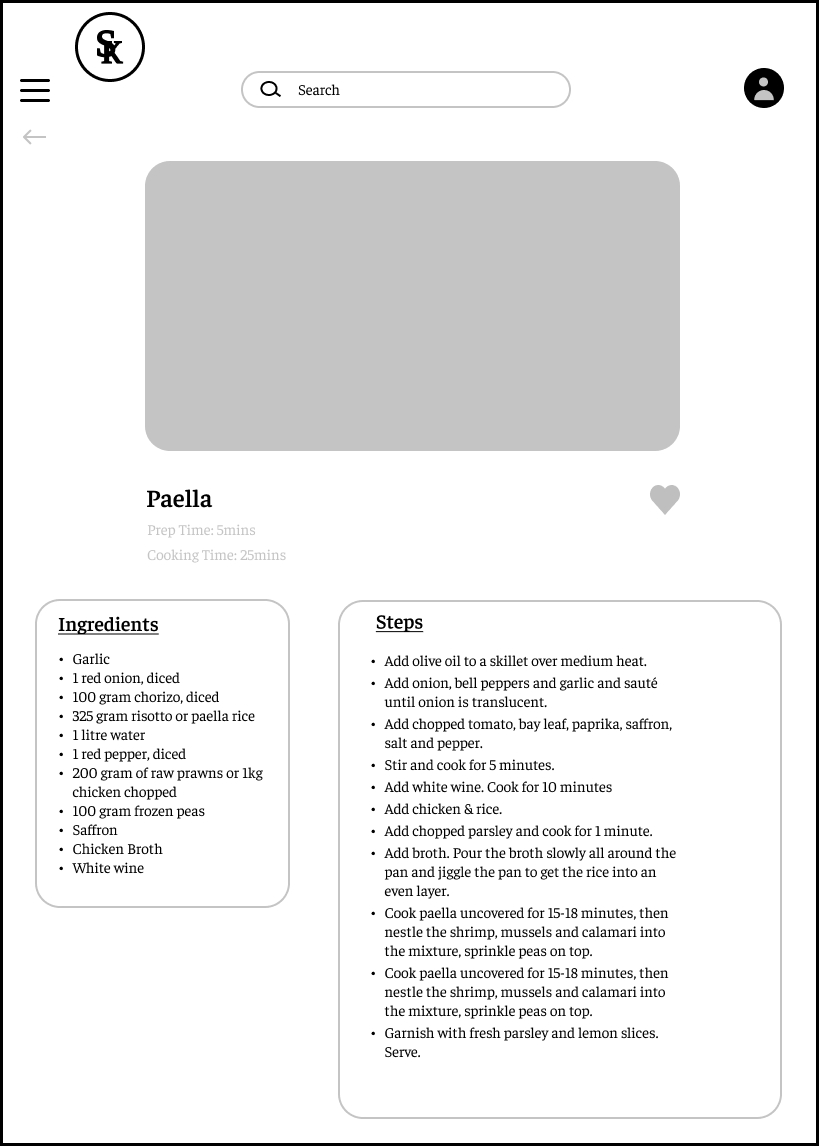 SK
Search
Paella
Prep Time: 5mins
Cooking Time: 25mins
Ingredients
• Garlic
• 1 red onion, diced
• 100 gram chorizo, diced
• 325 gram risotto or paella rice
• 1 litre water
• 1 red pepper, diced
• 200 gram of raw prawns or 1kg
chicken chopped
• 100 gram frozen peas
• Saffron
• Chicken Broth
• White wine
Steps
• Add olive oil to a skillet over medium heat.
• Add onion, bell peppers and garlic and sauté
until onion is translucent.
• Add chopped tomato, bay leaf, paprika, saffron,
salt and pepper.
• Stir and cook for 5 minutes.
• Add white wine. Cook for 10 minutes
• Add chicken & rice.
• Add chopped parsley and cook for 1 minute.
• Add broth. Pour the broth slowly all around the
pan and jiggle the pan to get the rice into an
even layer.
• Cook paella uncovered for 15-18 minutes, then
nestle the shrimp, mussels and calamari into
the mixture, sprinkle peas on top.
• Cook paella uncovered for 15-18 minutes, then
nestle the shrimp, mussels and calamari into
the mixture, sprinkle peas on top.
• Garnish with fresh parsley and lemon slices.
Serve.